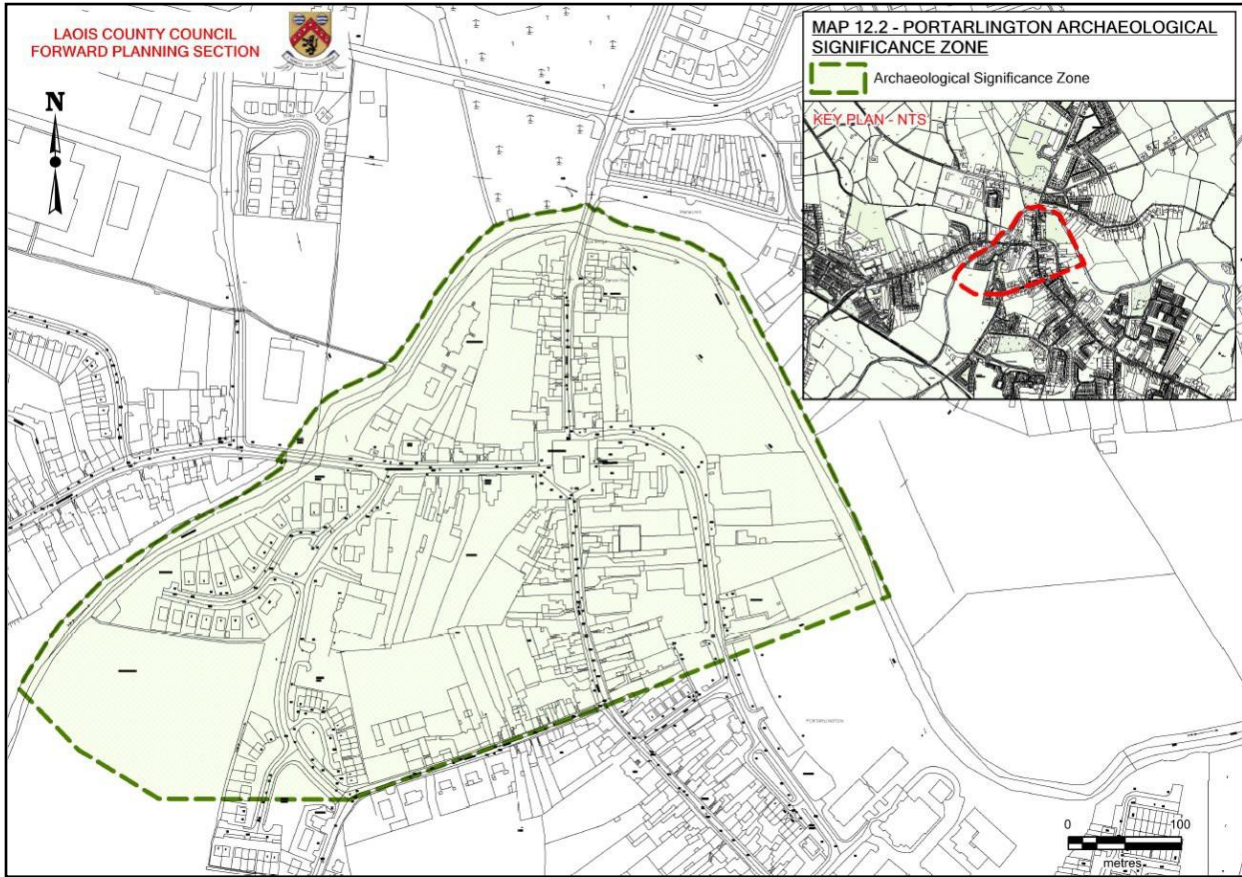 LAOIS COUNTY COUNCIL
FORWARD PLANNING SECTION
N
MAP 12.2 - PORTARLINGTON ARCHAEOLOGICAL
SIGNIFICANCE ZONE
Archaeological Significance Zone
KEY PLAN - NTS
PORTARLINGTON
0 100
metres